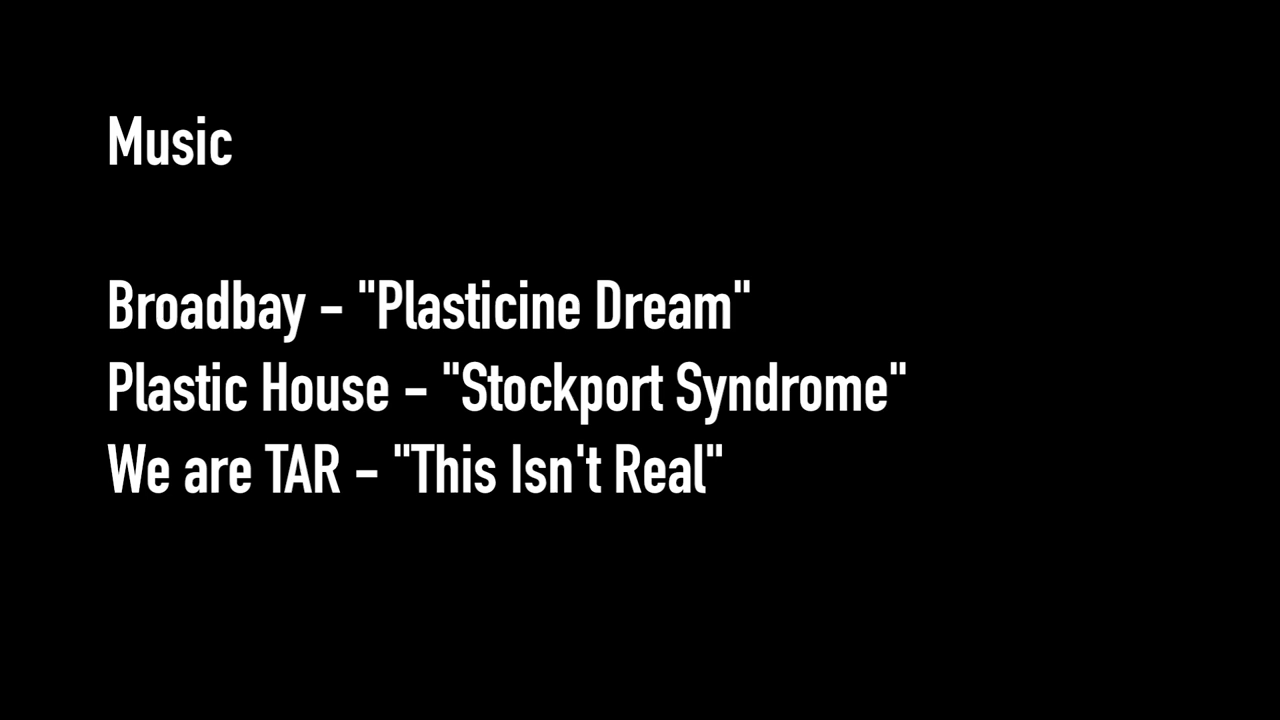 Music
Broadbay – "Plasticine Dream"
Plastic House – "Stockport Syndrome"
We are TAR – "This Isn't Real"